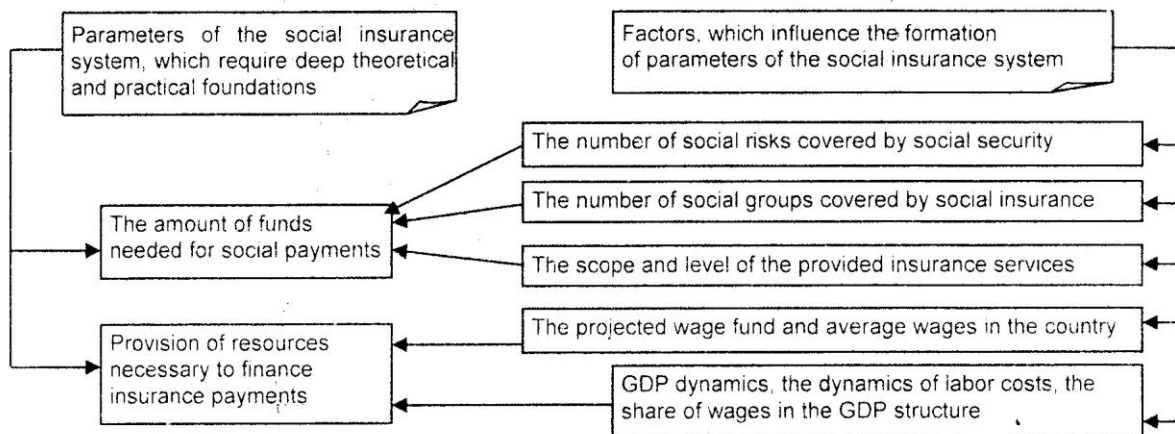 Parameters of the social insurance
system, which require deep theoretical
and practical foundations
Factors, which influence the formation
of parameters of the social insurance system
The number of social risks covered by social security
The number of social groups covered by social insurance
The amount of funds
needed for social payments
The scope and level of the provided insurance services
The projected wage fund and average wages in the country
Provision of resources
necessary to finance
insurance payments
GDP dynamics, the dynamics of labor costs, the
share of wages in the GDP structure